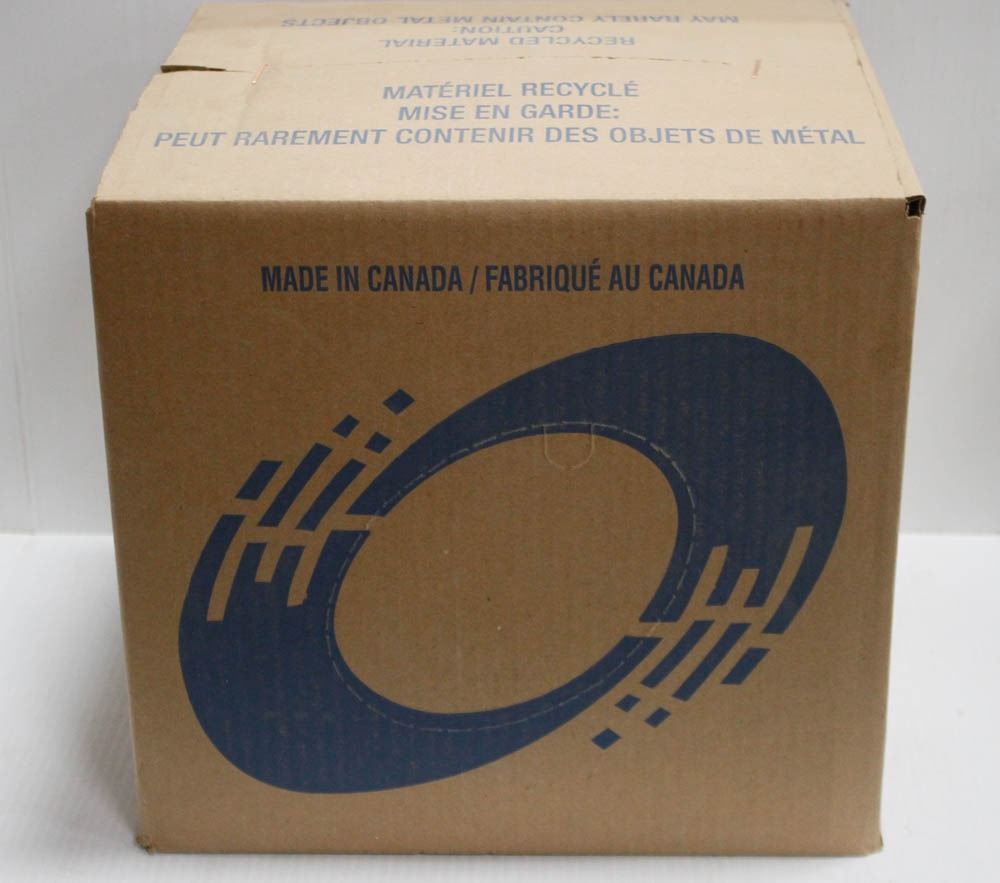 MAY RARELY CONTAIN METAL OBJECTS
CAUTION:
RECYCLED MATERIAL
MATÉRIEL RECYCLÉ
MISE EN GARDE:
PEUT RAREMENT CONTENIR DES OBJETS DE MÉTAL
MADE IN CANADA / FABRIQUÉ AU CANADA